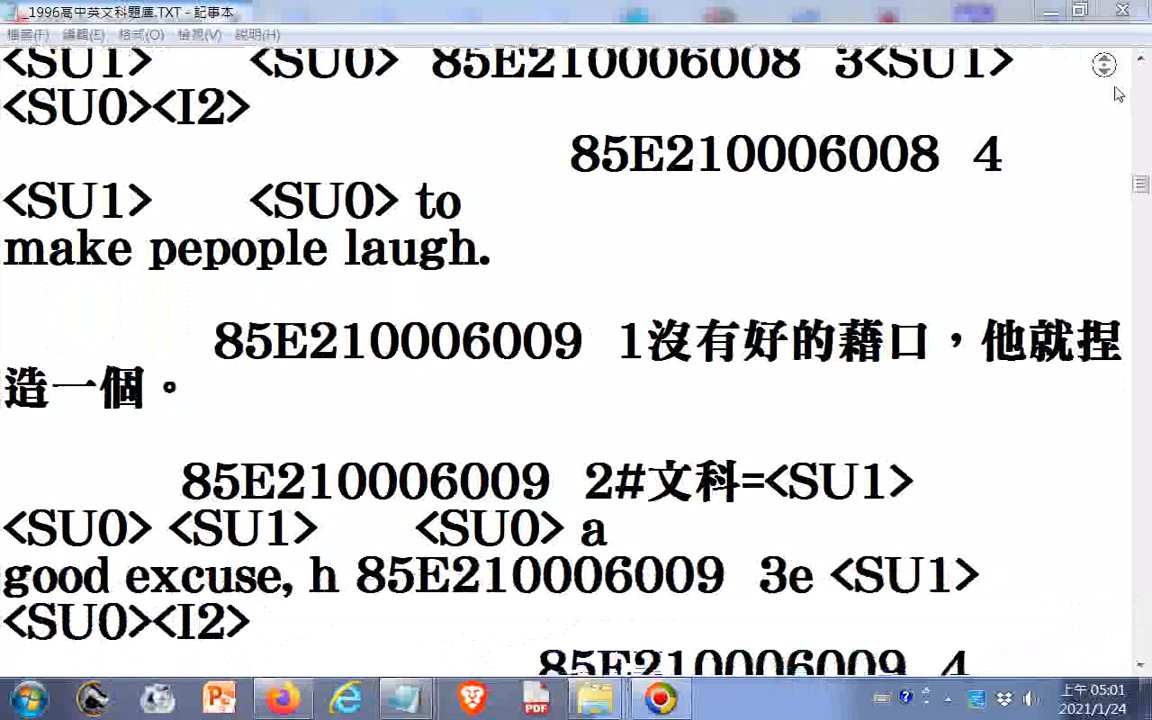 _1996高中英文科題庫.TXT - 記事本
檔案(F) 編輯(E) 格式(O) 檢視(V) 說明(H)
<SU1> <SU0> 85E210006008 3<SU1>
<SU0><I2>
85E210006008 4
<SU1> <SU0> to
make pepople laugh.
85E210006009 1沒有好的藉口，他就捏
造一個。
85E210006009 2#文科=<SU1>
<SU0> <SU1> <SU0> a
good excuse, h 85E210006009 3e <SU1>
<SU0><I2>
85E210006009 4
PDF
上午 05:01
2021/1/24